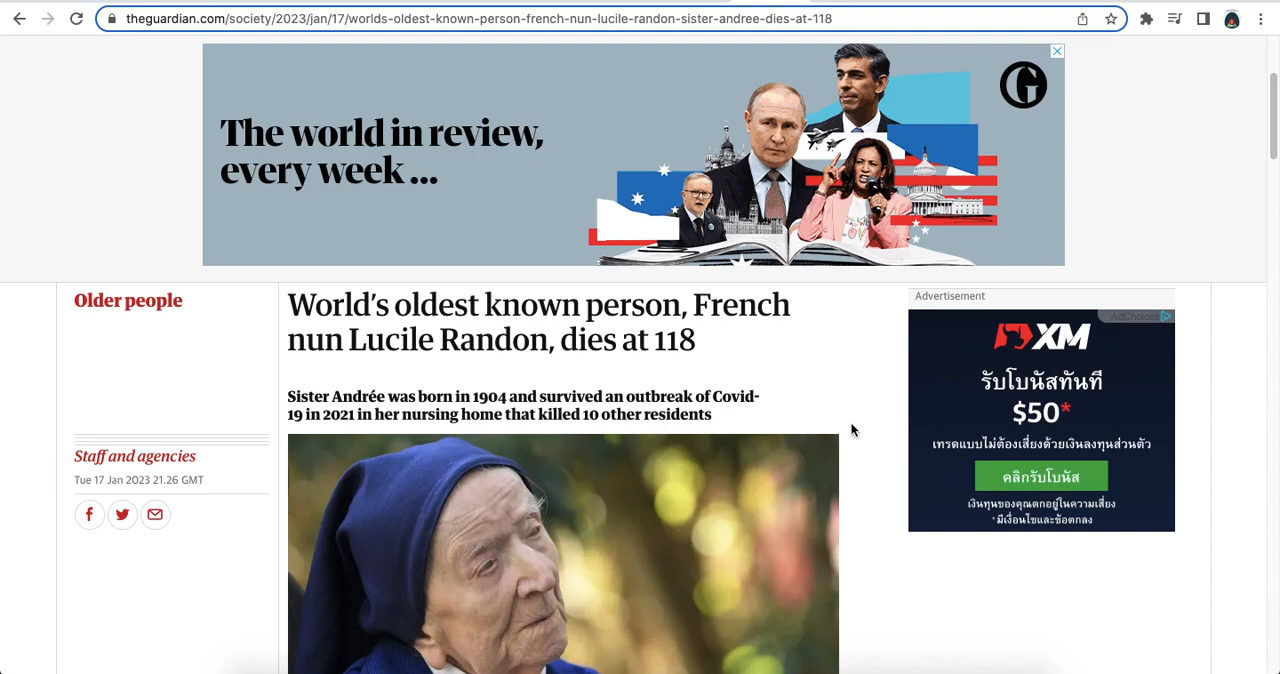 theguardian.com/society/2023/jan/17/worlds-oldest-known-person-french-nun-lucile-randon-sister-andree-dies-at-118
The world in review,
every week ...
G
Older people
World's oldest known person, French
nun Lucile Randon, dies at 118
Sister Andrée was born in 1904 and survived an outbreak of Covid-
19 in 2021 in her nursing home that killed 10 other residents
Staff and agencies
Tue 17 Jan 2023 21.26 GMT
Advertisement
AdChoices
XM
รับโบนัสทันที
$50*
เทรดแบบไม่ต้องเสี่ยงด้วยเงินลงทุนส่วนตัว
คลิกรับโบนัส
เงินทุนของคุณตกอยู่ในความเสี่ยง
*มีเงื่อนไขและข้อตกลง